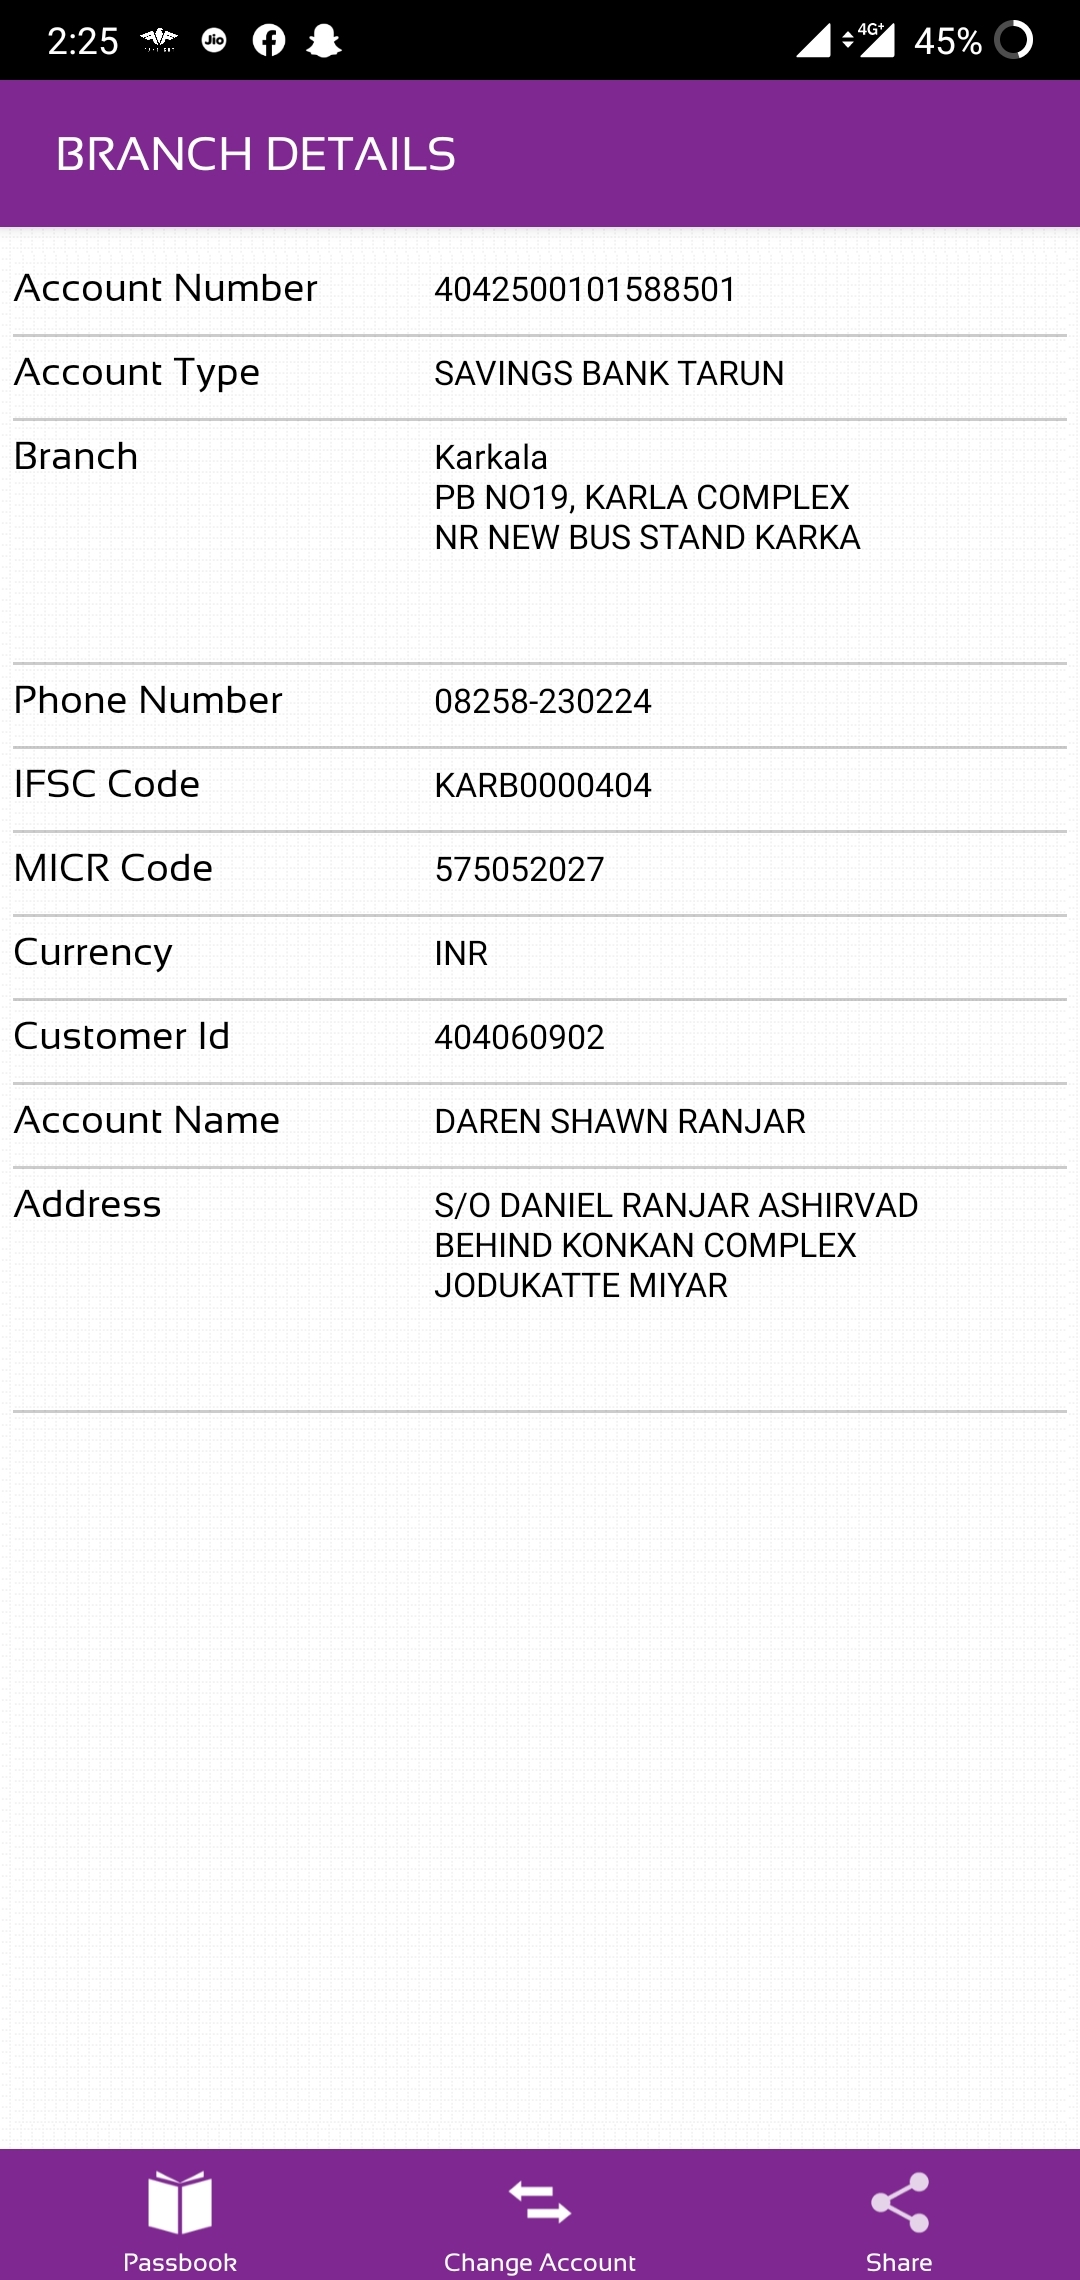 2:25 Jio 4G+ 45%
BRANCH DETAILS
Account Number 4042500101588501
Account Type SAVINGS BANK TARUN
Branch Karkala
PB NO19, KARLA COMPLEX
NR NEW BUS STAND KARKA
Phone Number 08258-230224
IFSC Code KARB0000404
MICR Code 575052027
Currency INR
Customer Id 404060902
Account Name DAREN SHAWN RANJAR
Address S/O DANIEL RANJAR ASHIRVAD
BEHIND KONKAN COMPLEX
JODUKATTE MIYAR
Passbook Change Account Share